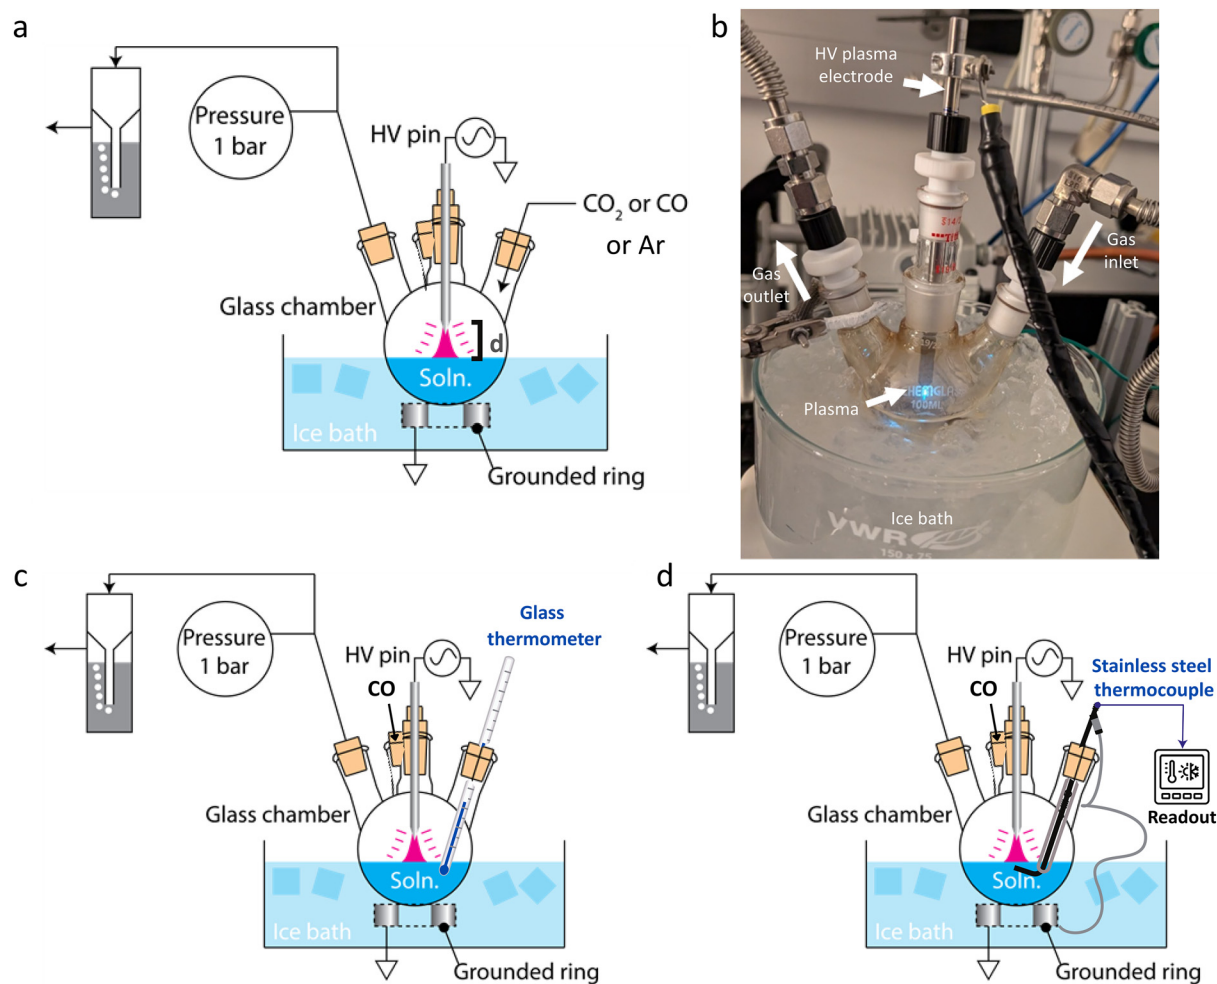 a
Pressure
1 bar
HV pin
CO2 or CO
or Ar
Glass chamber
d
Soln.
Ice bath
Grounded ring
b
HV plasma
electrode
Gas
outlet
Gas
inlet
Plasma
100ML
Ice bath
VWR
150 x 75
c
Glass
thermometer
Pressure
1 bar
HV pin
CO
Glass chamber
Soln.
Ice bath
Grounded ring
d
Stainless steel
thermocouple
Pressure
1 bar
HV pin
CO
Readout
Glass chamber
Soln.
Ice bath
Grounded ring